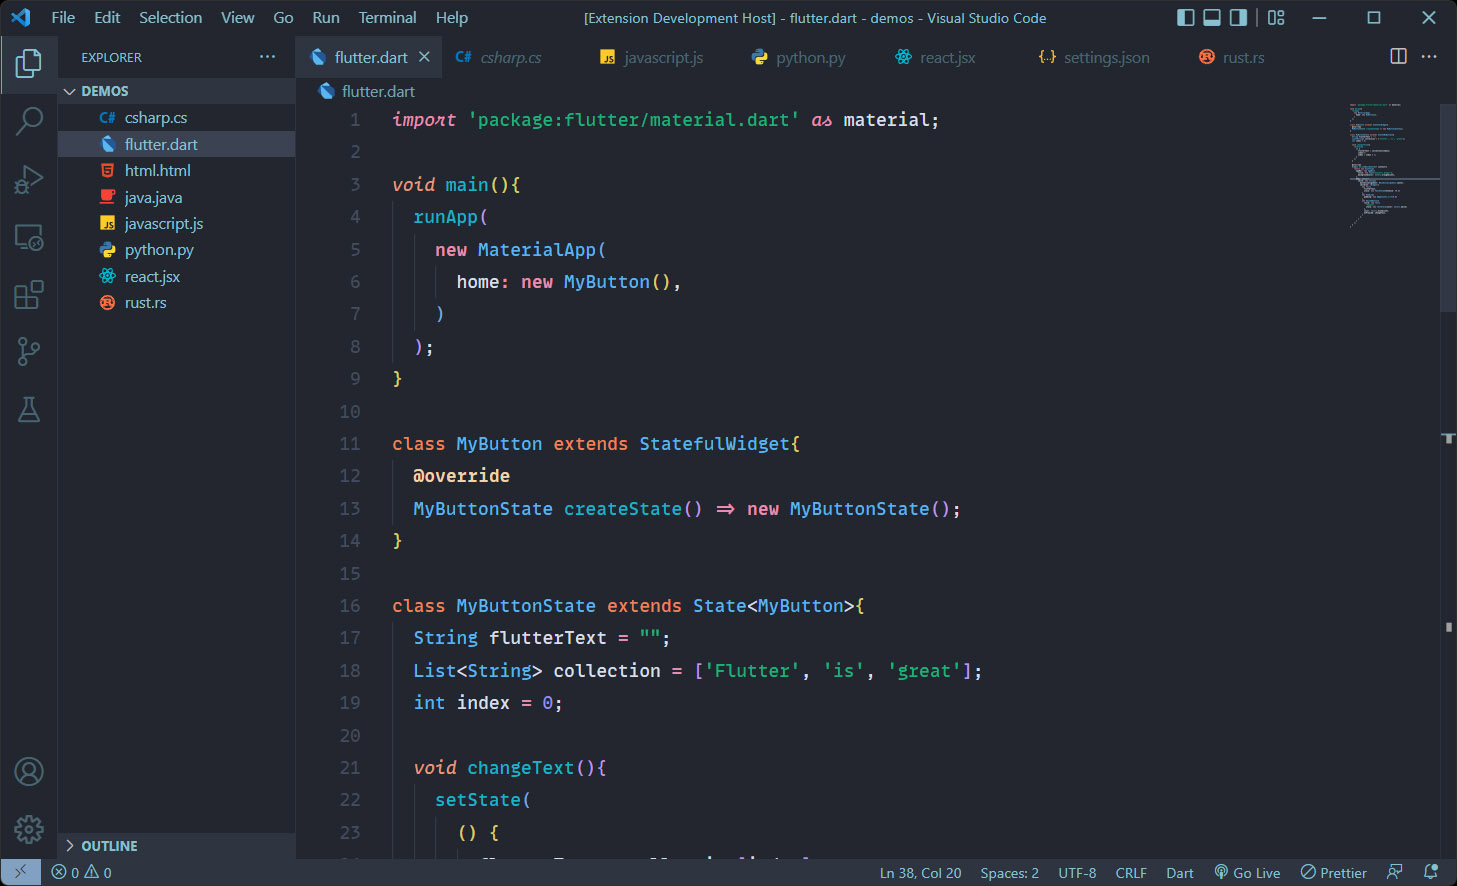 File Edit Selection View Go Run Terminal Help
[Extension Development Host] - flutter.dart - demos - Visual Studio Code
EXPLORER
flutter.dart
csharp.cs
javascript.js
python.py
react.jsx
settings.json
rust.rs
DEMOS
C# csharp.cs
flutter.dart
html.html
java.java
JS javascript.js
python.py
react.jsx
rust.rs
OUTLINE
flutter.dart
1 import 'package:flutter/material.dart' as material;
2
3 void main(){
4 runApp(
5 new MaterialApp(
6 home: new MyButton(),
7 )
8 );
9 }
10
11 class MyButton extends StatefulWidget{
12 @override
13 MyButtonState createState() => new MyButtonState();
14 }
15
16 class MyButtonState extends State<MyButton>{
17 String flutterText = "";
18 List<String> collection = ['Flutter', 'is', 'great'];
19 int index = 0;
20
21 void changeText(){
22 setState(
23 () {
0 0
Ln 38, Col 20 Spaces: 2 UTF-8 CRLF Dart Go Live Prettier